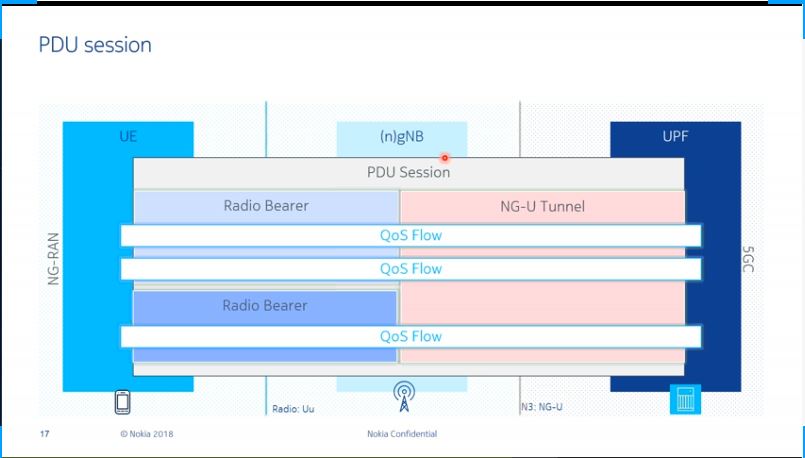 PDU session
UE
(n)gNB
UPF
PDU Session
Radio Bearer
NG-U Tunnel
QoS Flow
QoS Flow
NG-RAN
5GC
Radio Bearer
QoS Flow
Radio: Uu
N3: NG-U
17
© Nokia 2018
Nokia Confidential